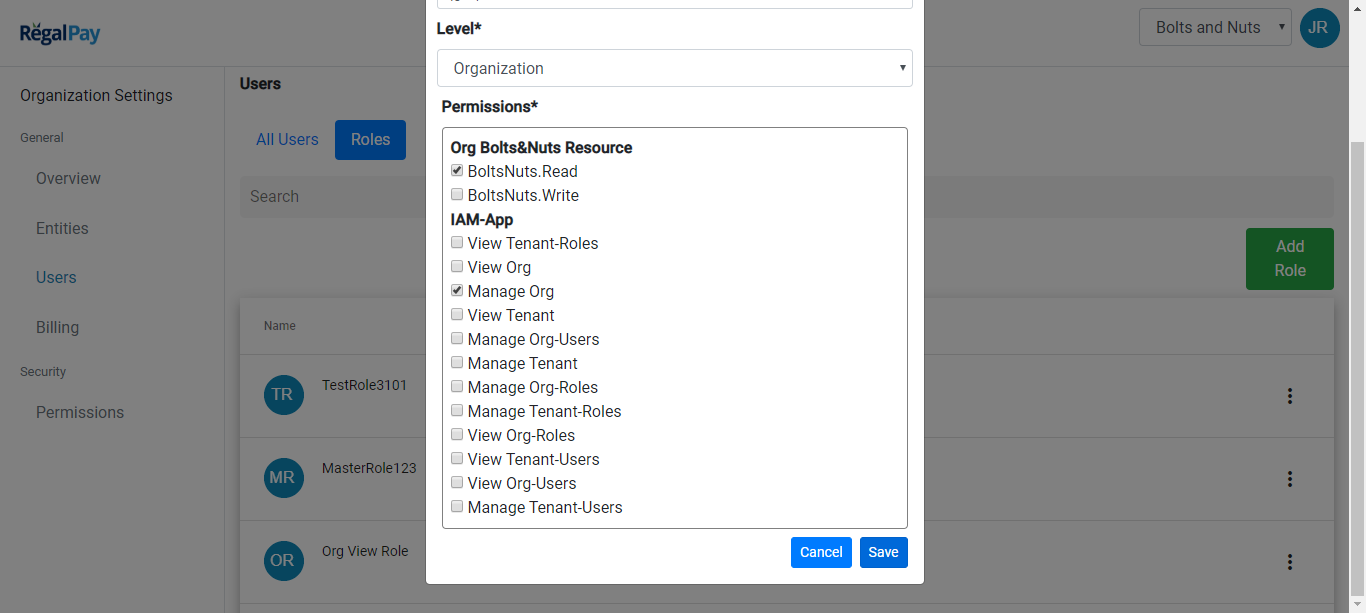 RegalPay
Bolts and Nuts
JR
Organization Settings
General
Overview
Entities
Users
Billing
Security
Permissions
Users
All Users
Roles
Search
Add
Role
Name
TR
TestRole3101
MR
MasterRole123
OR
Org View Role
Level*
Organization
Permissions*
Org Bolts&Nuts Resource
BoltsNuts.Read
BoltsNuts.Write
IAM-App
View Tenant-Roles
View Org
Manage Org
View Tenant
Manage Org-Users
Manage Tenant
Manage Org-Roles
Manage Tenant-Roles
View Org-Roles
View Tenant-Users
View Org-Users
Manage Tenant-Users
Cancel
Save